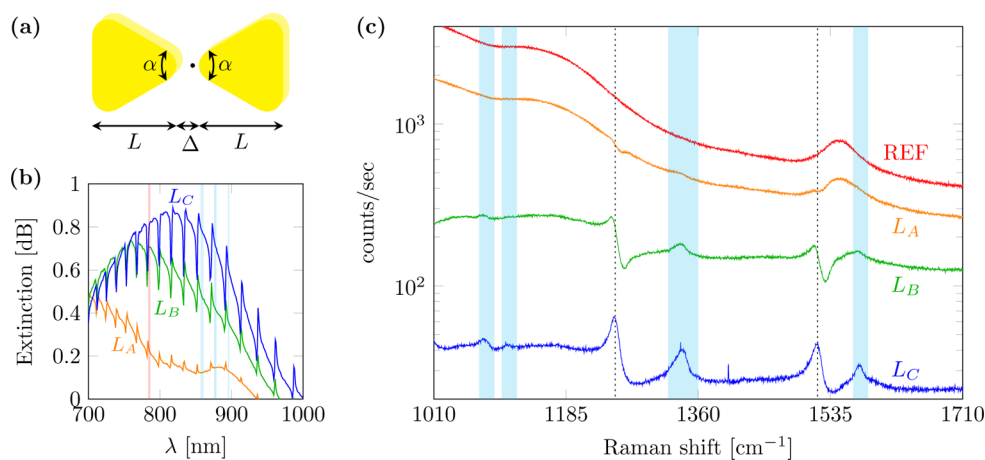 (a)
α
α
L
Δ
L
(b)
Extinction [dB]
1
0.8
0.6
0.4
0.2
0
L_C
L_B
L_A
700
800
900
1000
λ [nm]
(c)
counts/sec
10^3
10^2
REF
L_A
L_B
L_C
1010
1185
1360
1535
1710
Raman shift [cm^−1]